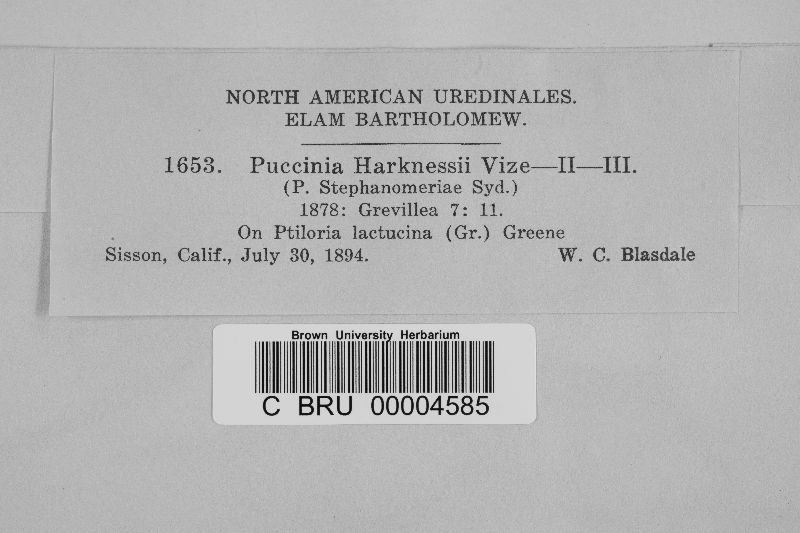 NORTH AMERICAN UREDINALES.
ELAM BARTHOLOMEW.
1653. Puccinia Harknessii Vize—II—III.
(P. Stephanomeriae Syd.)
1878: Grevillea 7: 11.
On Ptiloria lactucina (Gr.) Greene
Sisson, Calif., July 30, 1894. W. C. Blasdale
Brown University Herbarium
C BRU 00004585